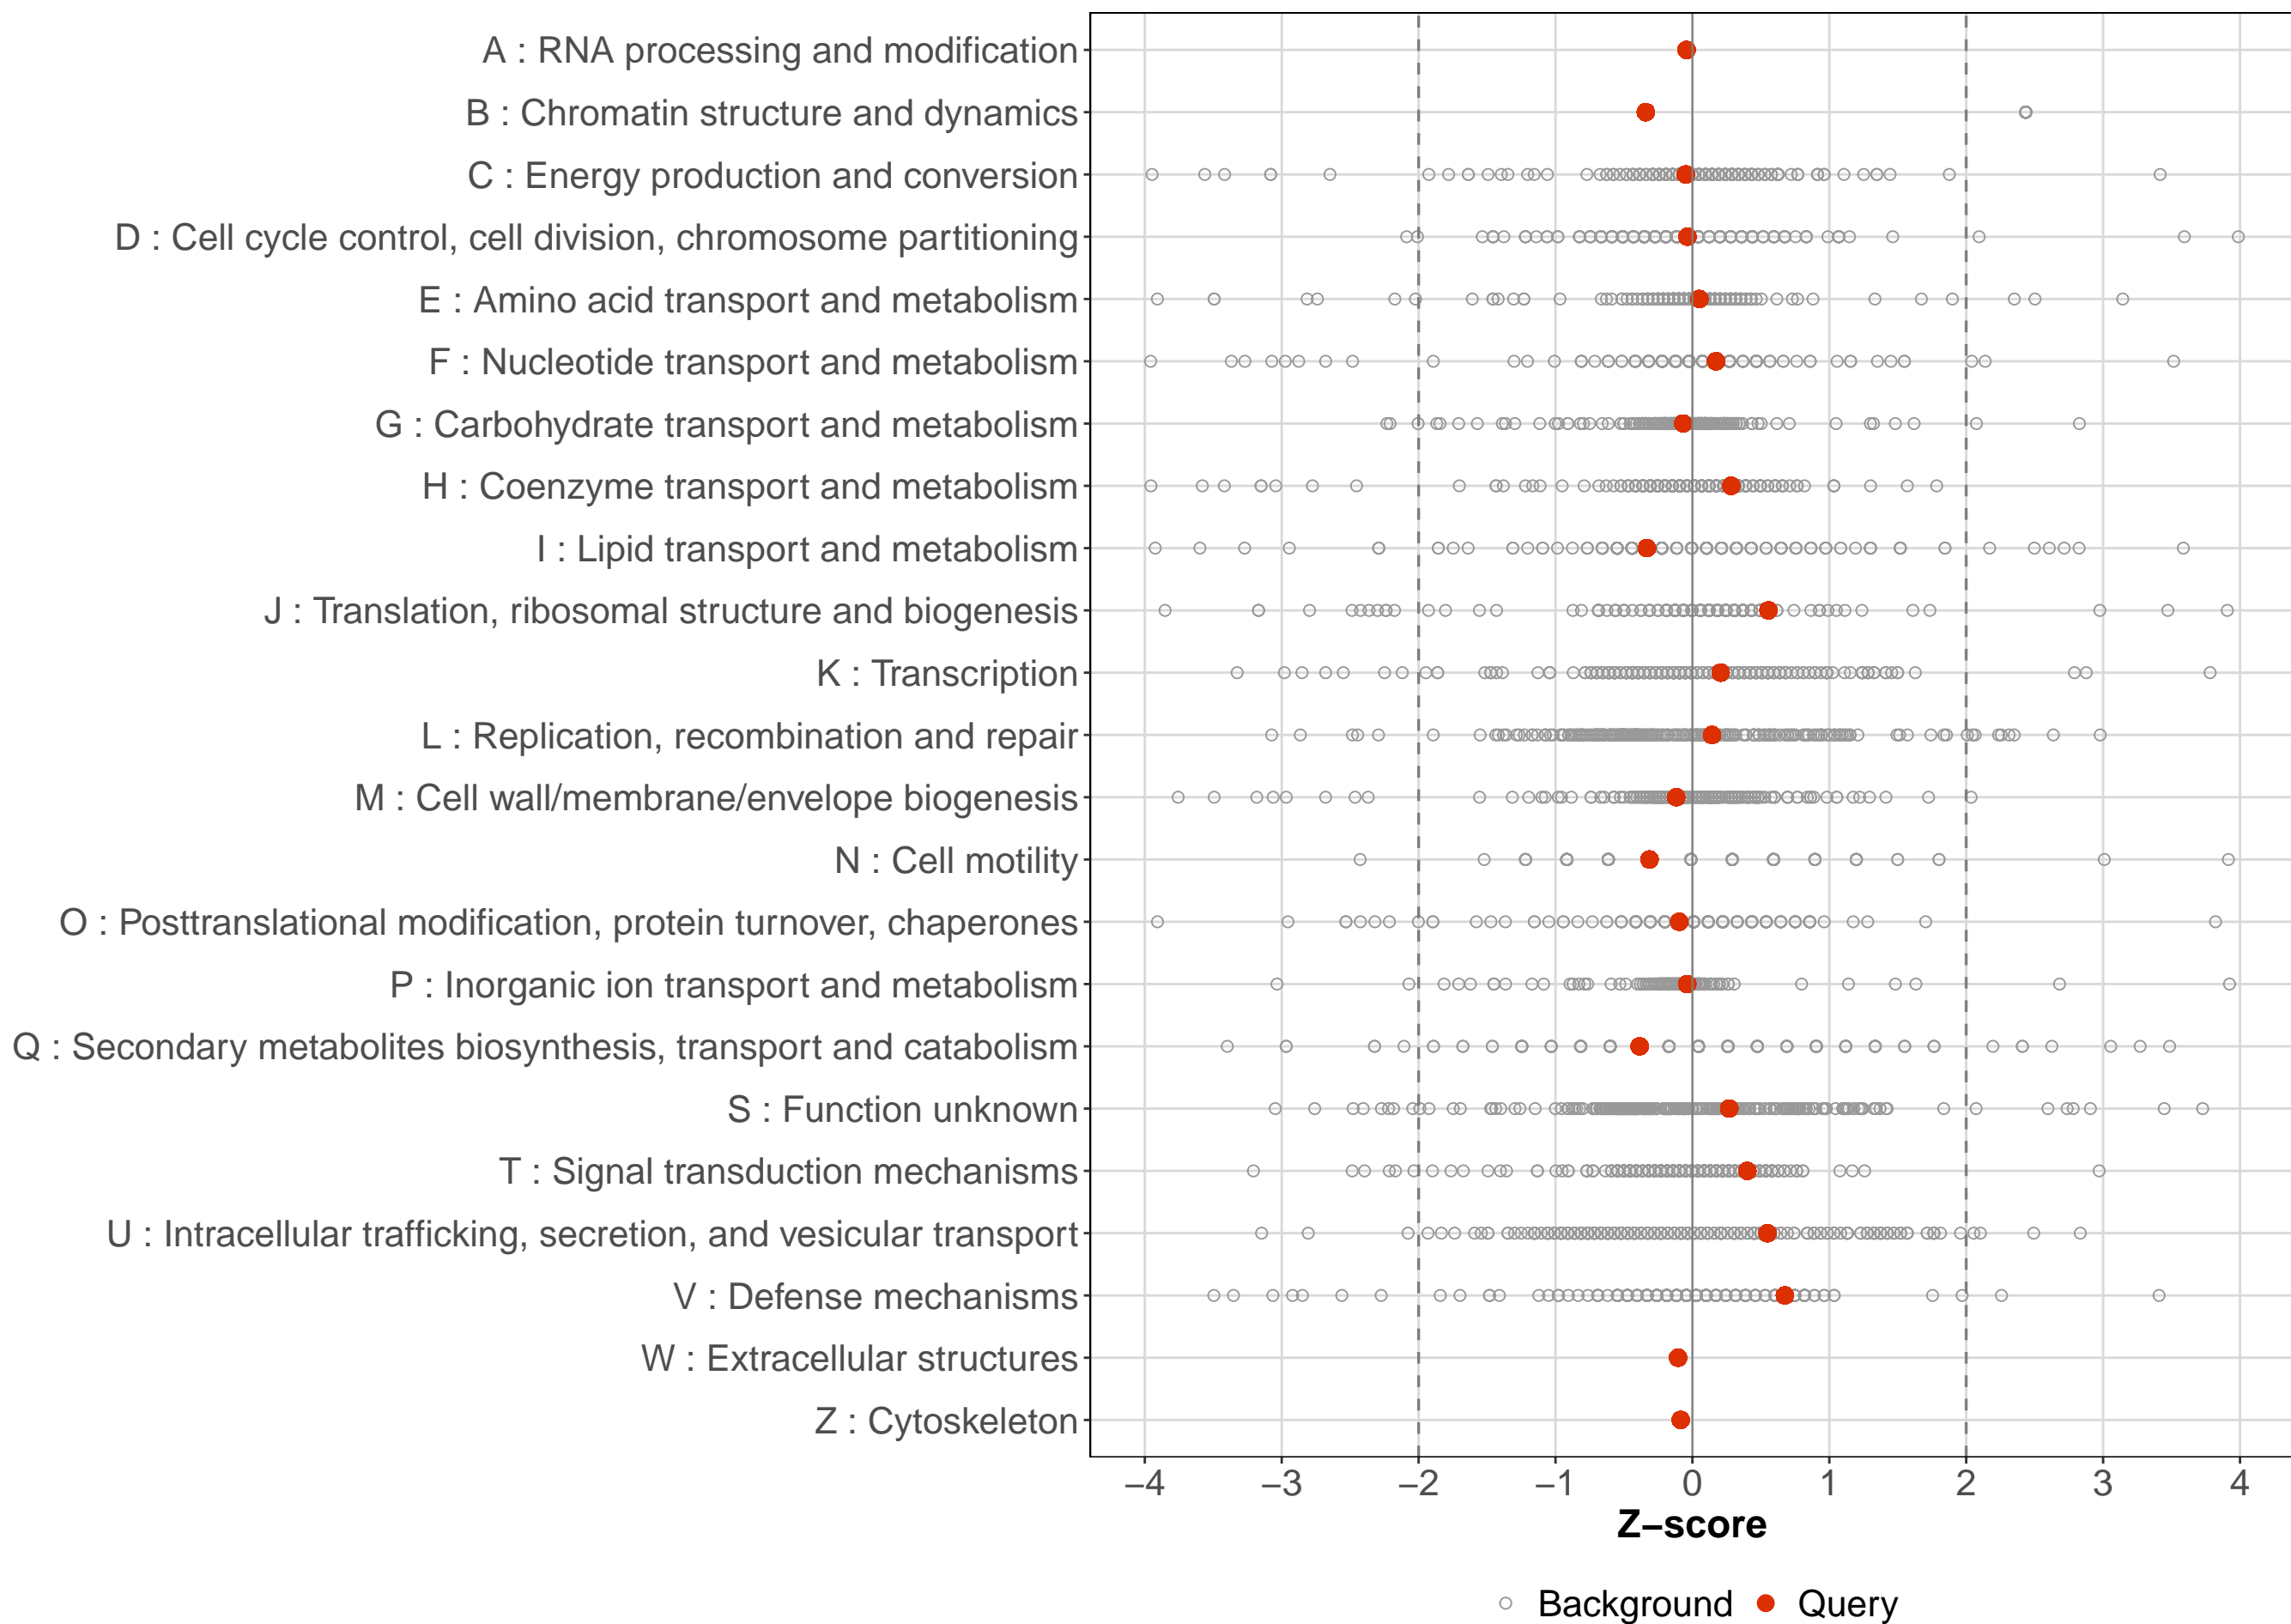 A : RNA processing and modification
B : Chromatin structure and dynamics
C : Energy production and conversion
D : Cell cycle control, cell division, chromosome partitioning
E : Amino acid transport and metabolism
F : Nucleotide transport and metabolism
G : Carbohydrate transport and metabolism
H : Coenzyme transport and metabolism
I : Lipid transport and metabolism
J : Translation, ribosomal structure and biogenesis
K : Transcription
L : Replication, recombination and repair
M : Cell wall/membrane/envelope biogenesis
N : Cell motility
O : Posttranslational modification, protein turnover, chaperones
P : Inorganic ion transport and metabolism
Q : Secondary metabolites biosynthesis, transport and catabolism
S : Function unknown
T : Signal transduction mechanisms
U : Intracellular trafficking, secretion, and vesicular transport
V : Defense mechanisms
W : Extracellular structures
Z : Cytoskeleton
−4 −3 −2 −1 0 1 2 3 4
Z−score
Background Query